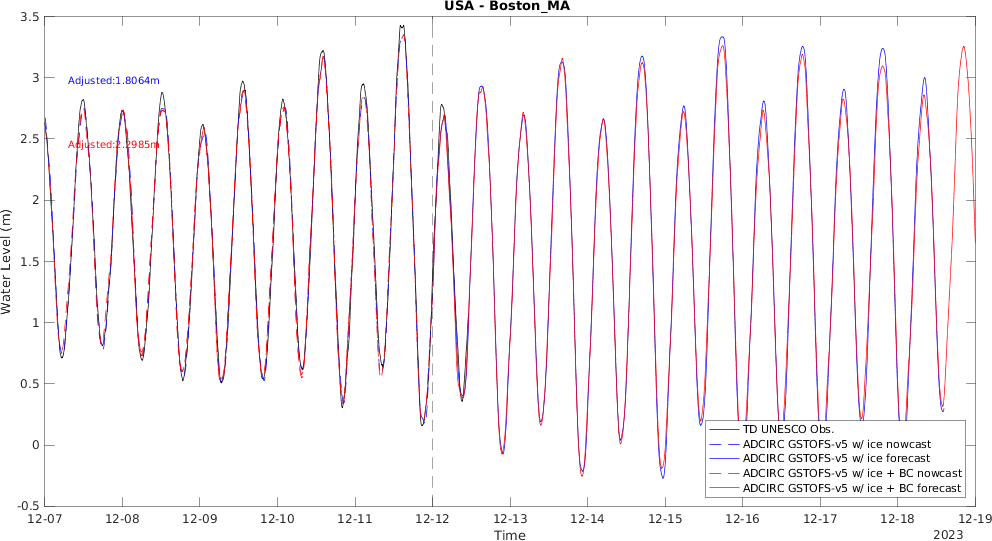 USA - Boston_MA
3.5
3
2.5
2
1.5
1
0.5
0
-0.5
Water Level (m)
Adjusted:1.8064m
Adjusted:2.2985m
TD UNESCO Obs.
ADCIRC GSTOFS-v5 w/ ice nowcast
ADCIRC GSTOFS-v5 w/ ice forecast
ADCIRC GSTOFS-v5 w/ ice + BC nowcast
ADCIRC GSTOFS-v5 w/ ice + BC forecast
12-07 12-08 12-09 12-10 12-11 12-12 12-13 12-14 12-15 12-16 12-17 12-18 12-19
Time
2023